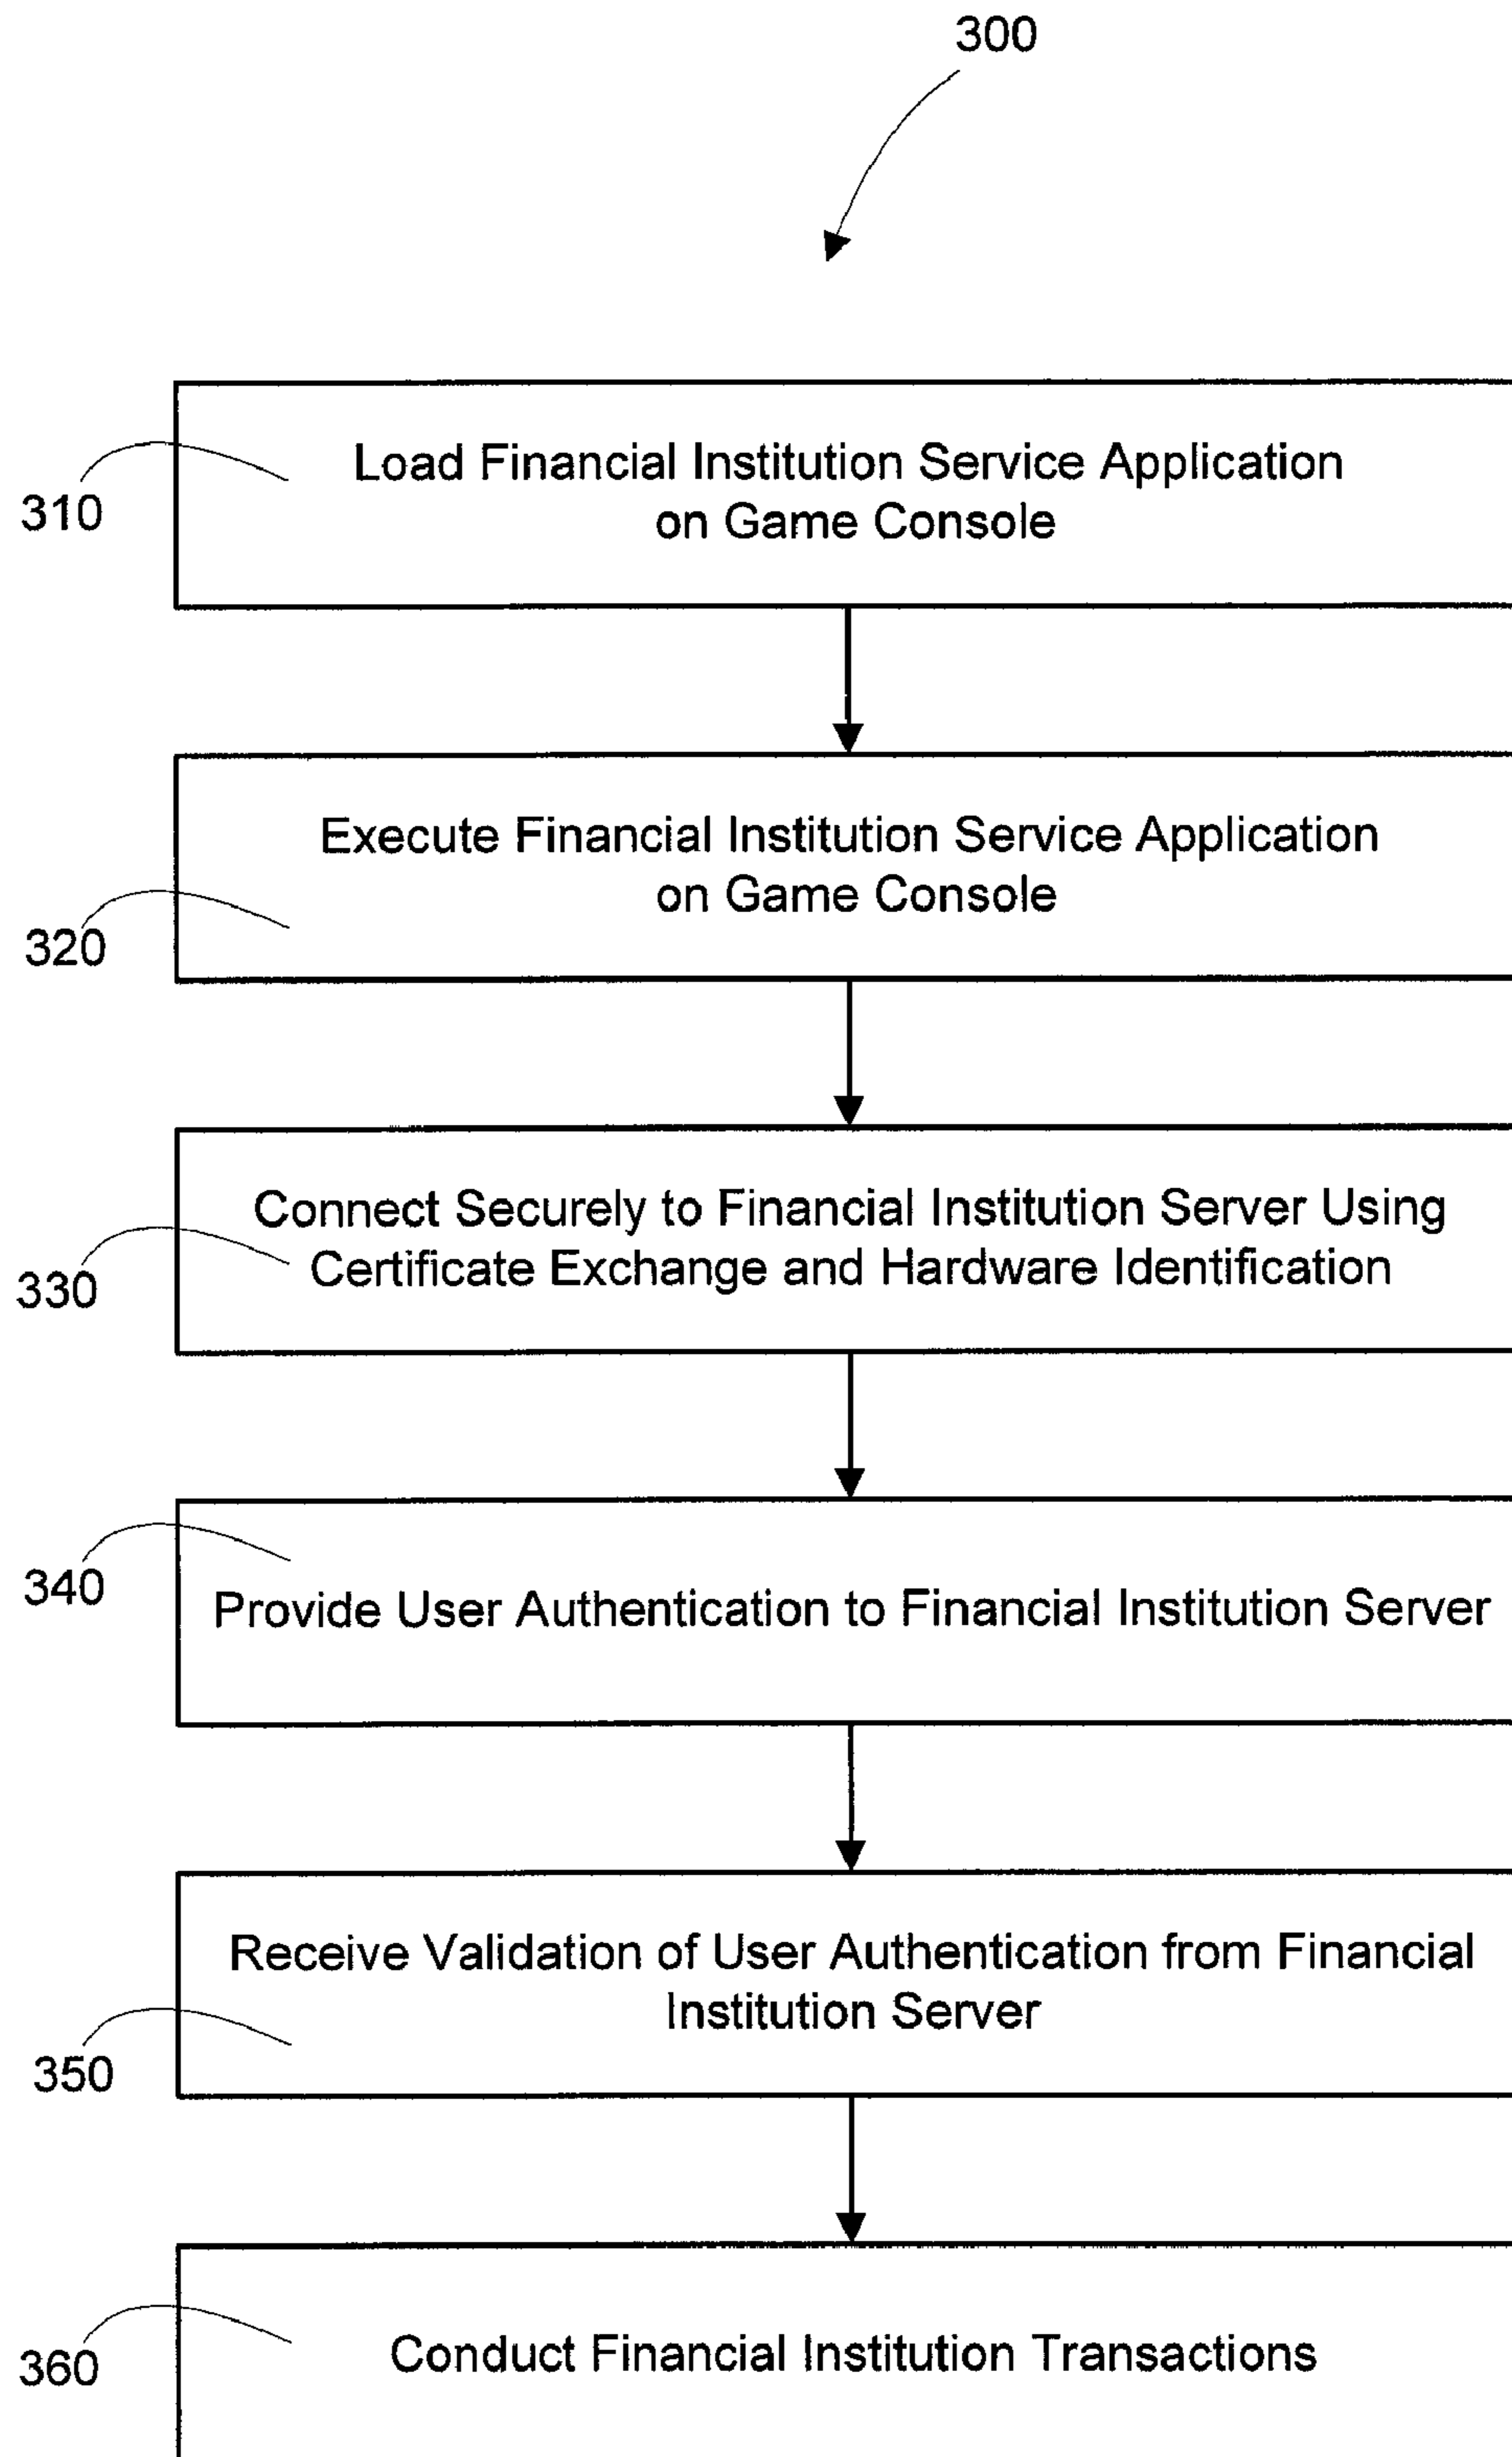 300
310
Load Financial Institution Service Application
on Game Console
320
Execute Financial Institution Service Application
on Game Console
330
Connect Securely to Financial Institution Server Using
Certificate Exchange and Hardware Identification
340
Provide User Authentication to Financial Institution Server
350
Receive Validation of User Authentication from Financial
Institution Server
360
Conduct Financial Institution Transactions